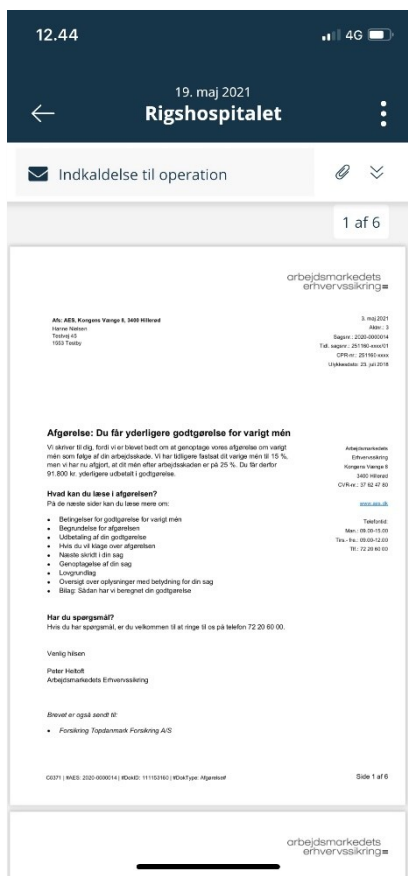 12.44
4G
19. maj 2021
Rigshospitalet
Indkaldelse til operation
1 af 6
arbejdsmarkedets
erhvervssikring
Afs: AES, Kongens Vænge 8, 3400 Hillerød
Hanne Nielsen
Testvej 43
1553 Testby
3. maj 2021
Aktnr.: 3
Sagsnr.: 2020-0000014
Tidl. sagsnr.: 251160-xxxx/01
CPR-nr.: 251160-xxxx
Ulykkesdato: 23. juli 2018
Afgørelse: Du får yderligere godtgørelse for varigt mén
Vi skriver til dig, fordi vi er blevet bedt om at genoptage vores afgørelse om varigt
mén som følge af din arbejdsskade. Vi har tidligere fastsat dit varige mén til 15 %,
men vi har nu afgjort, at dit mén efter arbejdsskaden er på 25 %. Du får derfor
91.800 kr. yderligere udbetalt i godtgørelse.
Arbejdsmarkedets
Erhvervssikring
Kongens Vænge 8
3400 Hillerød
CVR-nr.: 37 62 47 80
www.aes.dk
Telefontid:
Man.: 09.00-15.00
Tirs.- fre.: 09.00-12.00
Tlf.: 72 20 60 00
Hvad kan du læse i afgørelsen?
På de næste sider kan du læse mere om:
• Betingelser for godtgørelse for varigt mén
• Begrundelse for afgørelsen
• Udbetaling af din godtgørelse
• Hvis du vil klage over afgørelsen
• Næste skridt i din sag
• Genoptagelse af din sag
• Lovgrundlag
• Oversigt over oplysninger med betydning for din sag
• Bilag: Sådan har vi beregnet din godtgørelse
Har du spørgsmål?
Hvis du har spørgsmål, er du velkommen til at ringe til os på telefon 72 20 60 00.
Venlig hilsen
Peter Heltoft
Arbejdsmarkedets Erhvervssikring
Brevet er også sendt til:
• Forsikring Topdanmark Forsikring A/S
C0371 | #AES: 2020-0000014 | #DokID: 111103160 | #DokType: Afgørelse#
Side 1 af 6
arbejdsmarkedets
erhvervssikring